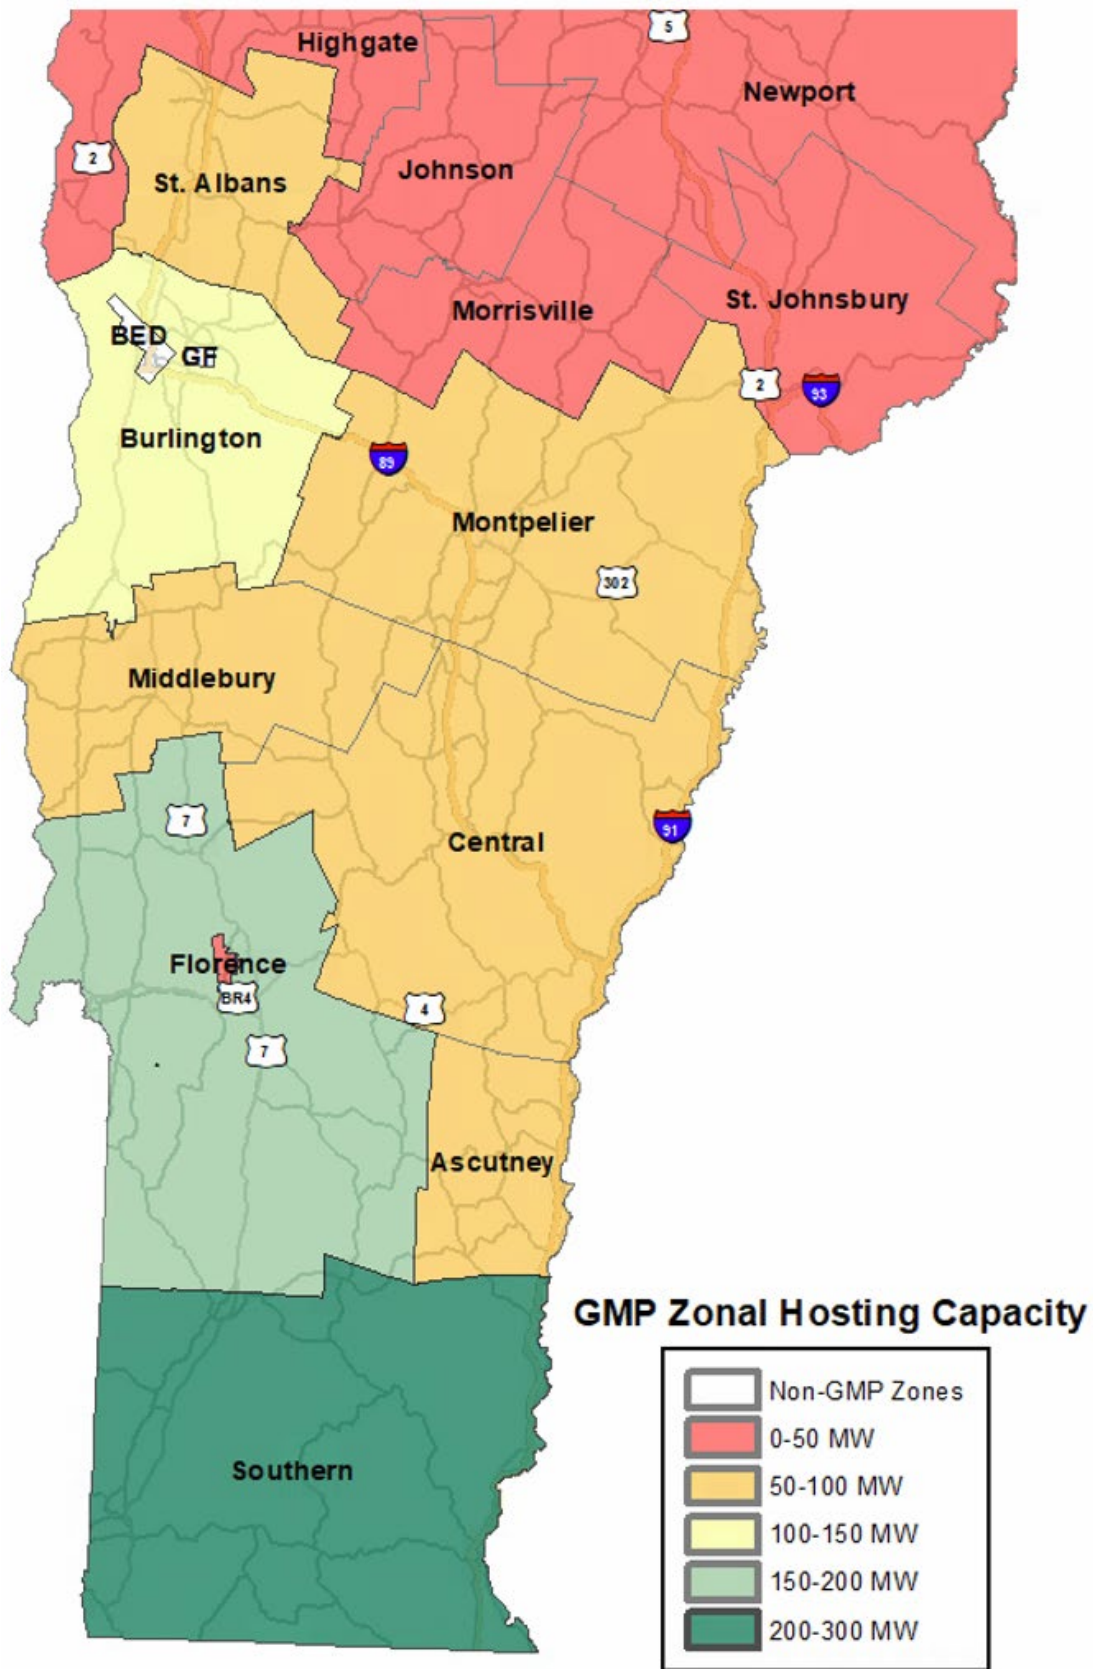 5
Highgate
Newport
2
Johnson
St. Albans
St. Johnsbury
Morrisville
BED
GF
2
93
Burlington
89
Montpelier
302
Middlebury
7
Central
91
Florence
BR4
4
7
Ascutney
GMP Zonal Hosting Capacity
Non-GMP Zones
0-50 MW
50-100 MW
100-150 MW
150-200 MW
200-300 MW
Southern